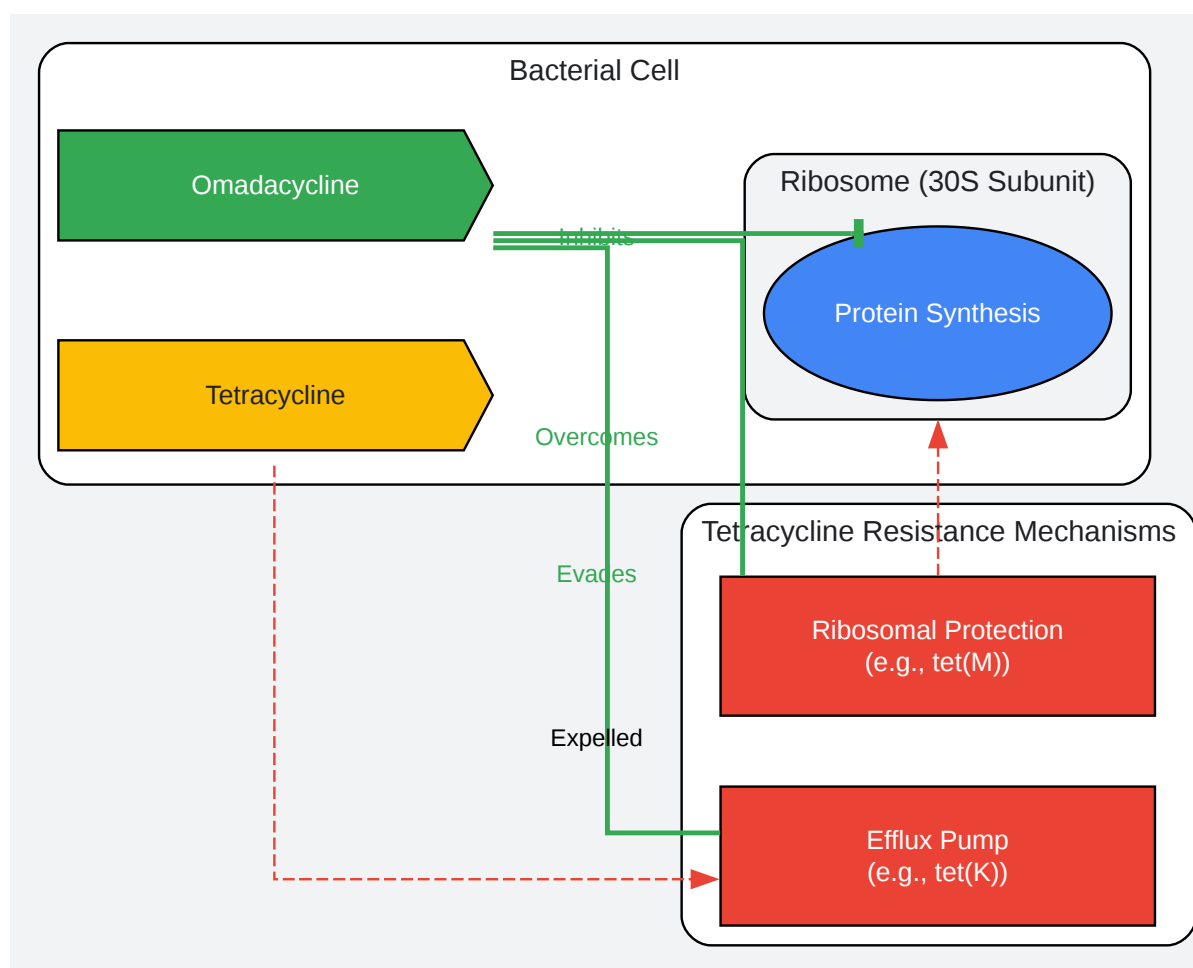 Bacterial Cell
Omadacycline
Ribosome (30S Subunit)
Inhibits
Protein Synthesis
Tetracycline
Overcomes
Tetracycline Resistance Mechanisms
Evades
Ribosomal Protection
(e.g., tet(M))
Expelled
Efflux Pump
(e.g., tet(K))